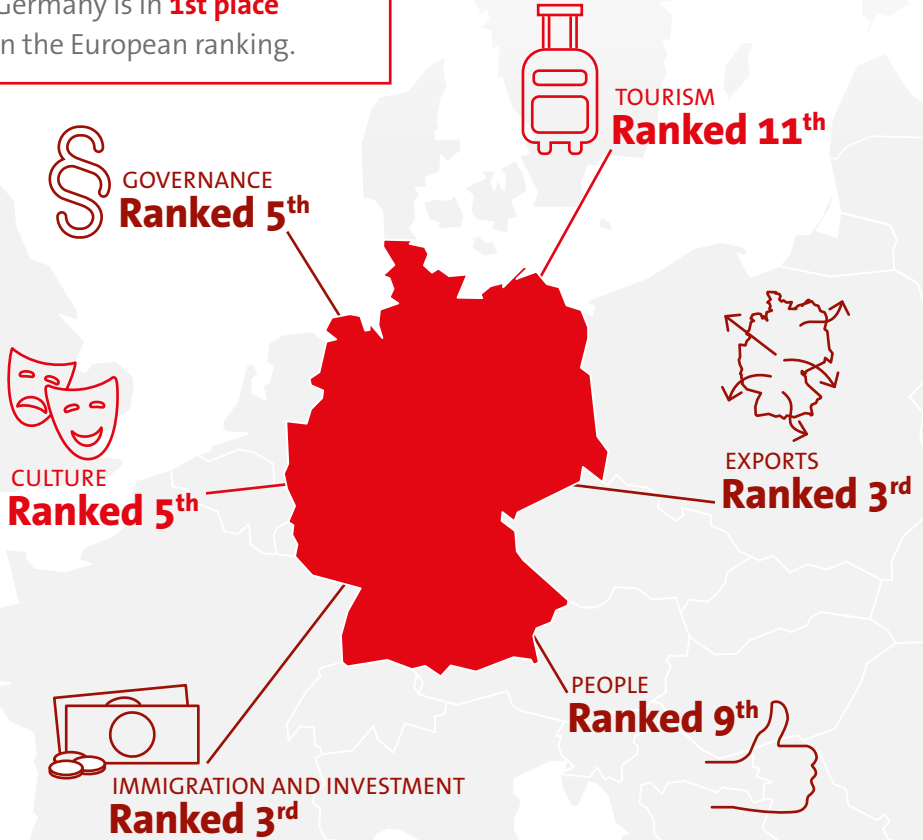 Germany is in 1st place
in the European ranking.
TOURISM
Ranked 11th
GOVERNANCE
Ranked 5th
CULTURE
Ranked 5th
EXPORTS
Ranked 3rd
PEOPLE
Ranked 9th
IMMIGRATION AND INVESTMENT
Ranked 3rd